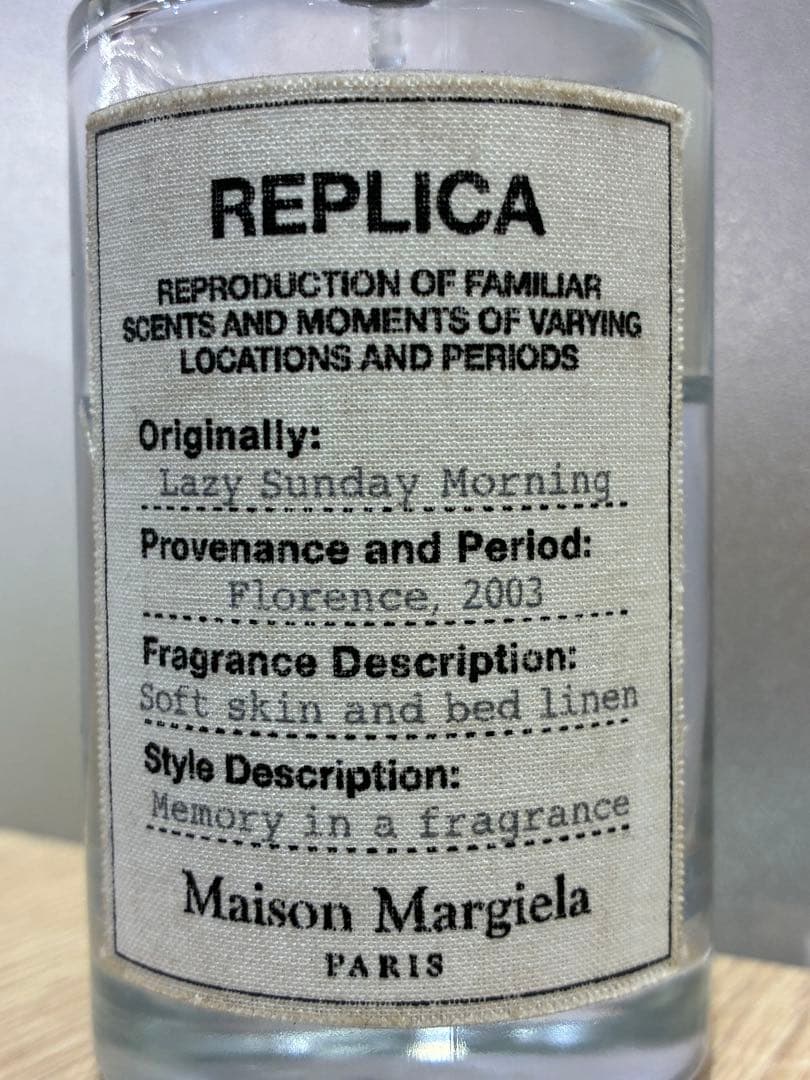 REPLICA
REPRODUCTION OF FAMILIAR
SCENTS AND MOMENTS OF VARYING
LOCATIONS AND PERIODS
Originally:
Lazy Sunday Morning
Provenance and Period:
Florence, 2003
Fragrance Description:
Soft skin and bed linen
Style Description:
Memory in a fragrance
Maison Margiela
PARIS